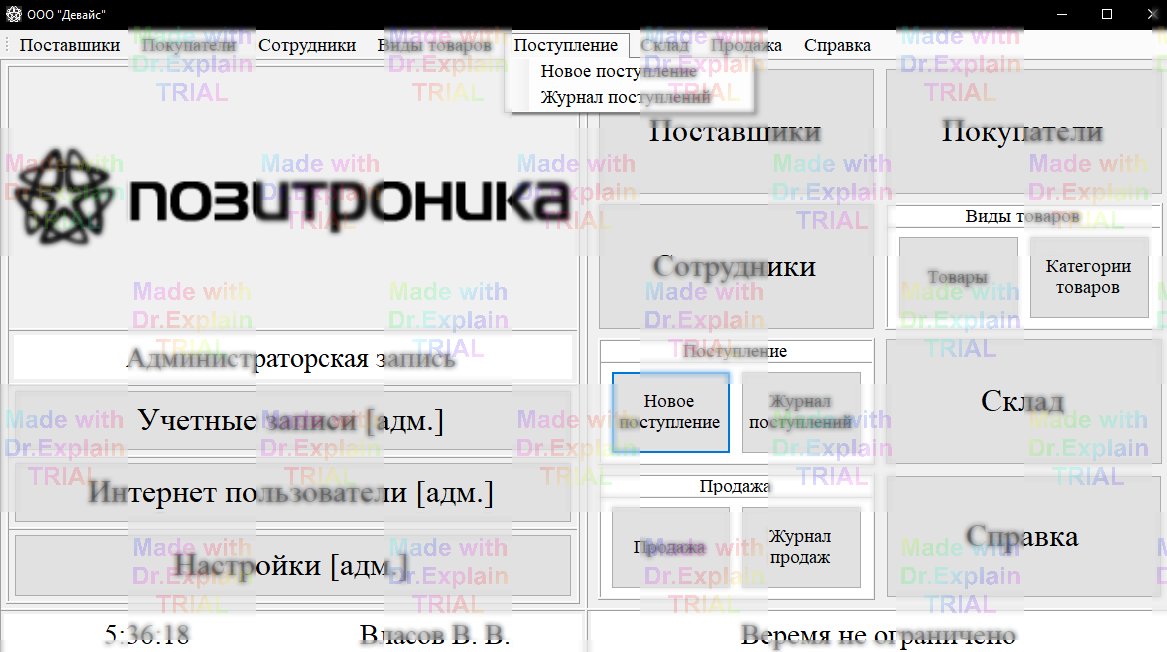 ООО "Девайс"
Поставщики Покупатели Сотрудники Виды товаров Поступление Склад Продажа Справка
Новое поступление
Журнал поступлений
позитроника
Администраторская запись
Учетные записи [адм.]
Интернет пользователи [адм.]
Настройки [адм.]
5:36:18 Власов В. В.
Поставщики
Покупатели
Сотрудники
Виды товаров
Товары
Категории
товаров
Поступление
Новое
поступление
Журнал
поступлений
Склад
Продажа
Продажа
Журнал
продаж
Справка
Веремя не ограничено
Made with
Dr.Explain
TRIAL